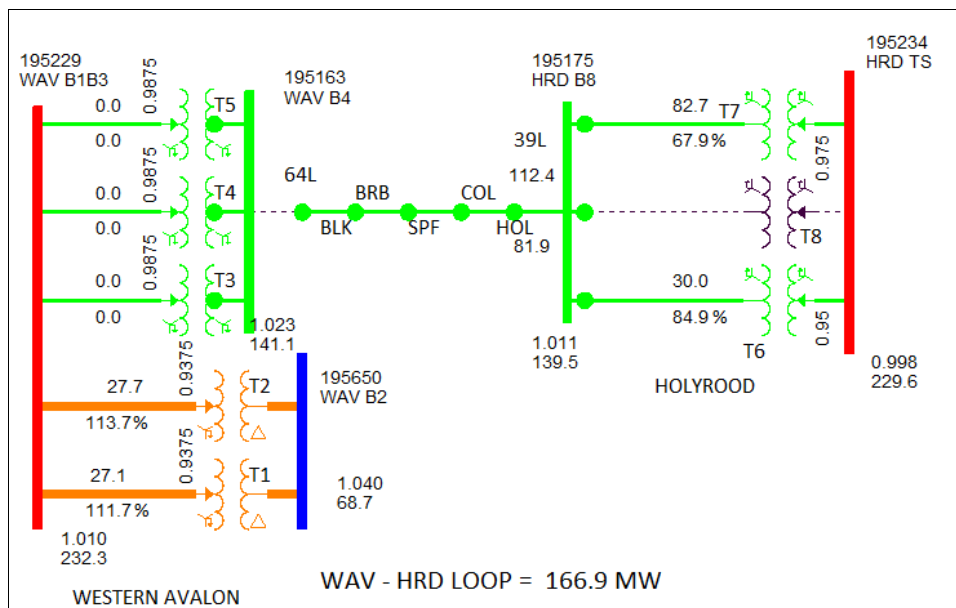 195229
WAV B1B3
195163
WAV B4
195175
HRD B8
195234
HRD TS
0.0
0.9875
T5
0.0
0.0
0.9875
T4
0.0
0.0
0.9875
T3
0.0
64L
BRB
COL
BLK
SPF
HOL
39L
112.4
81.9
82.7
T7
67.9%
0.975
T8
30.0
84.9%
T6
0.95
1.023
141.1
1.011
139.5
HOLYROOD
0.998
229.6
195650
WAV B2
27.7
0.9375
T2
113.7%
27.1
0.9375
T1
111.7%
1.040
68.7
1.010
232.3
WAV - HRD LOOP = 166.9 MW
WESTERN AVALON